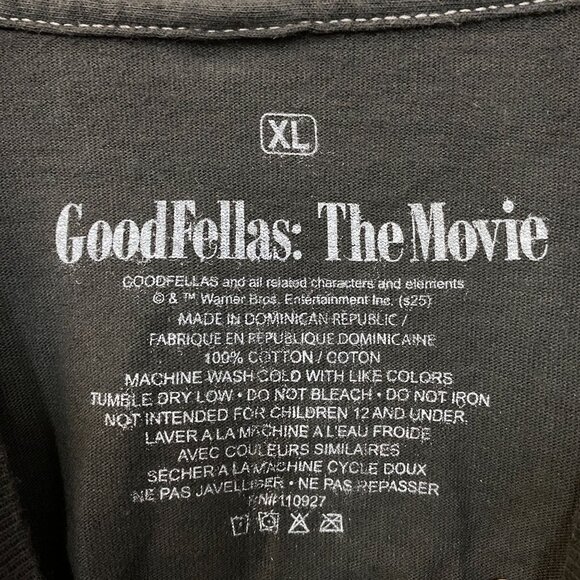 XL
GoodFellas: The Movie
GOODFELLAS and all related characters and elements
© & ™ Warner Bros. Entertainment Inc. (s25)
MADE IN DOMINICAN REPUBLIC /
FABRIQUE EN REPUBLIQUE DOMINICAINE
100% COTTON / COTON
MACHINE WASH COLD WITH LIKE COLORS
TUMBLE DRY LOW • DO NOT BLEACH • DO NOT IRON
NOT INTENDED FOR CHILDREN 12 AND UNDER.
LAVER A LA MACHINE A L'EAU FROIDE
AVEC COULEURS SIMILAIRES
SÉCHER A LA MACHINE CYCLE DOUX
NE PAS JAVELLISER • NE PAS REPASSER
RN#110927